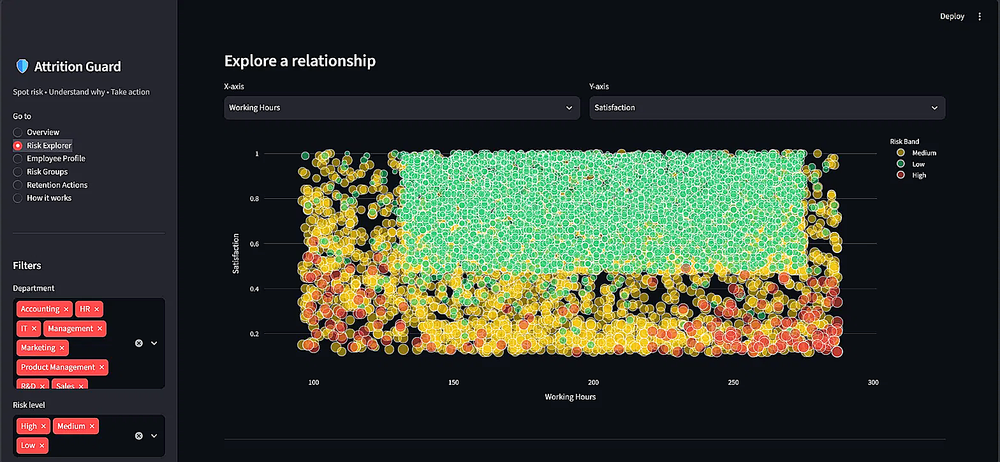 Deploy
Attrition Guard
Spot risk • Understand why • Take action
Go to
Overview
Risk Explorer
Employee Profile
Risk Groups
Retention Actions
How it works
Filters
Department
Accounting × HR ×
IT × Management ×
Marketing ×
Product Management ×
R&D × Sales ×
Risk level
High × Medium ×
Low ×
Explore a relationship
X-axis
Working Hours
Y-axis
Satisfaction
Risk Band
Medium
Low
High
Satisfaction
1
0.8
0.6
0.4
0.2
100 150 200 250 300
Working Hours